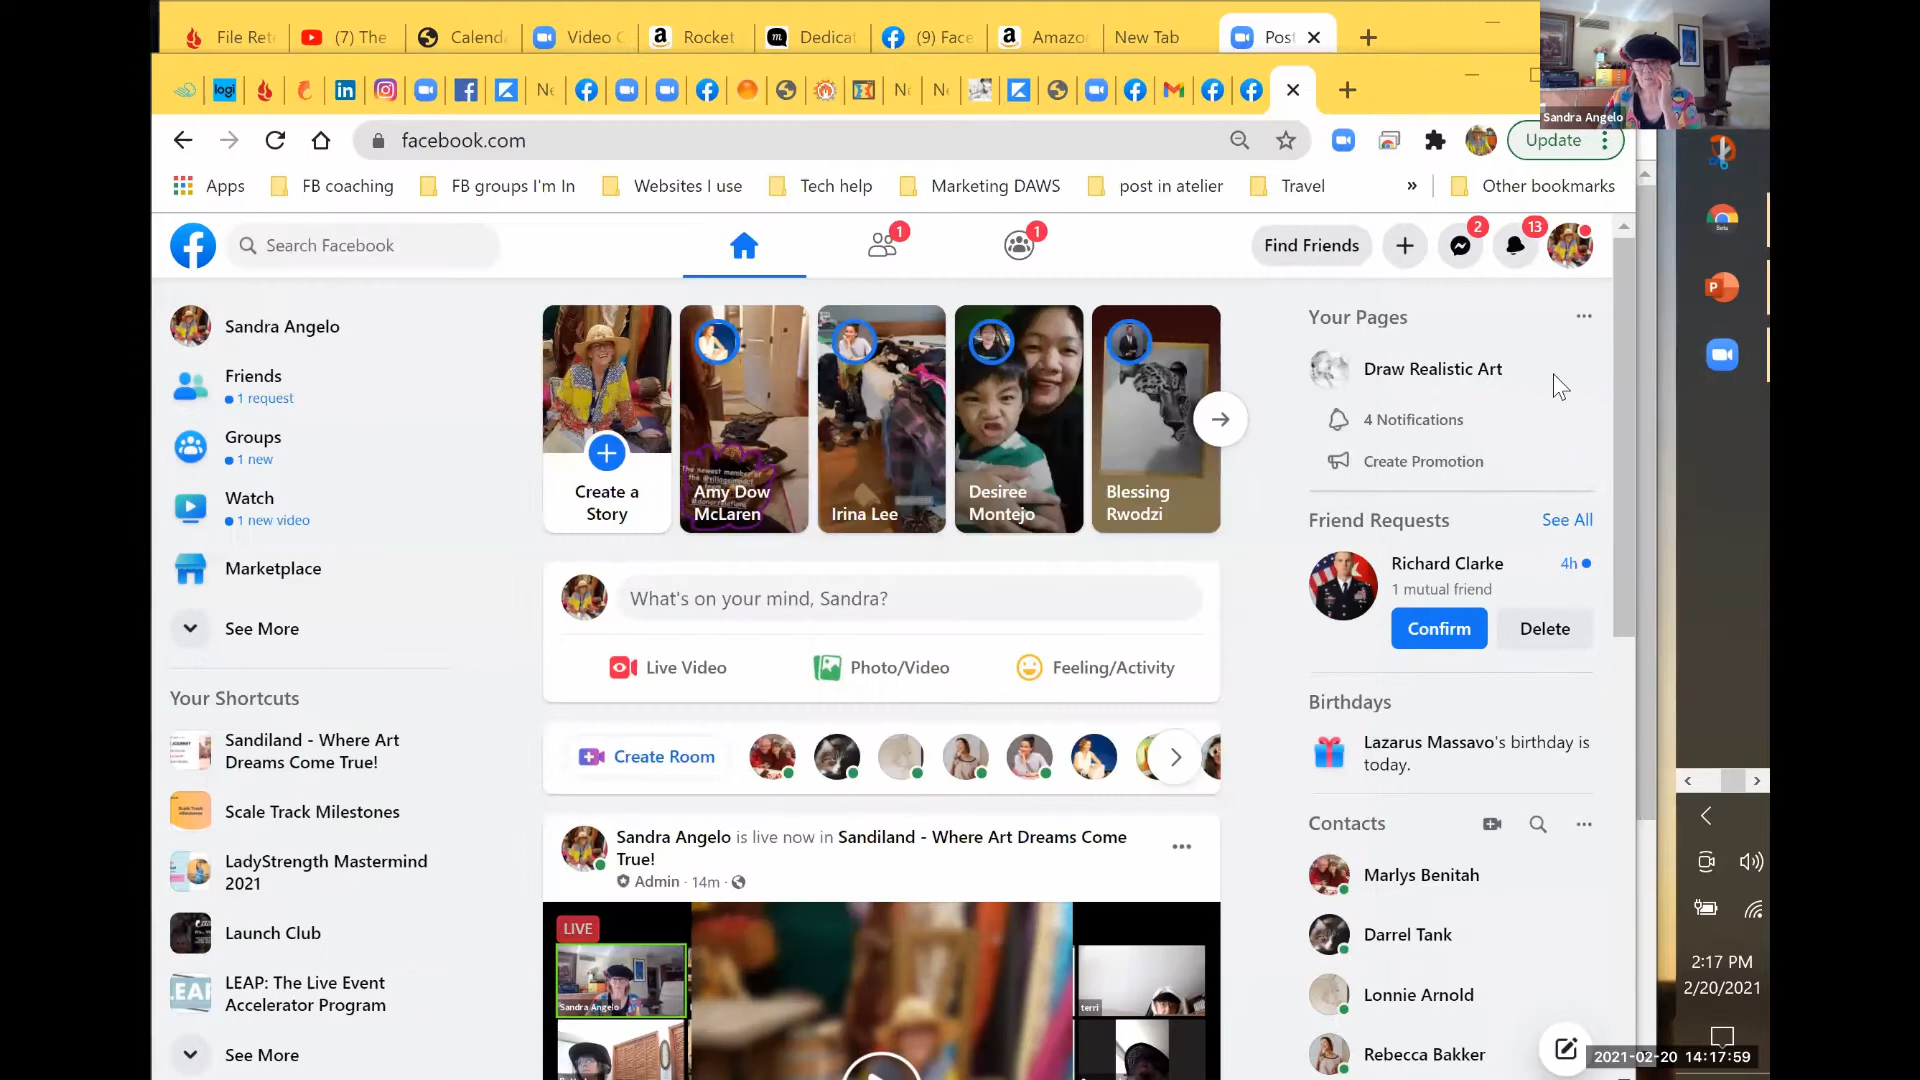 File Ret
(7) The
Calenda
Video C
Rocket
Dedicat
(9) Face
Amazo
New Tab
Post
logi
Ne
facebook.com
Update
Apps
FB coaching
FB groups I'm In
Websites I use
Tech help
Marketing DAWS
post in atelier
Travel
»
Other bookmarks
Sandra Angelo
Search Facebook
1
1
Find Friends
2
13
Sandra Angelo
Friends
1 request
Groups
1 new
Watch
1 new video
Marketplace
See More
Your Shortcuts
Sandiland - Where Art
Dreams Come True!
Scale Track Milestones
LadyStrength Mastermind
2021
Launch Club
LEAP: The Live Event
Accelerator Program
See More
Create a
Story
Amy Dow
McLaren
Irina Lee
Desiree
Montejo
Blessing
Rwodzi
What's on your mind, Sandra?
Live Video
Photo/Video
Feeling/Activity
Create Room
Sandra Angelo is live now in Sandiland - Where Art Dreams Come
True!
Admin · 14m ·
LIVE
Sandra Angelo
terri
Your Pages
Draw Realistic Art
4 Notifications
Create Promotion
Friend Requests
See All
Richard Clarke
4h
1 mutual friend
Confirm
Delete
Birthdays
Lazarus Massavo's birthday is
today.
Contacts
Marlys Benitah
Darrel Tank
Lonnie Arnold
Rebecca Bakker
2:17 PM
2/20/2021
2021-02-20 14:17:59